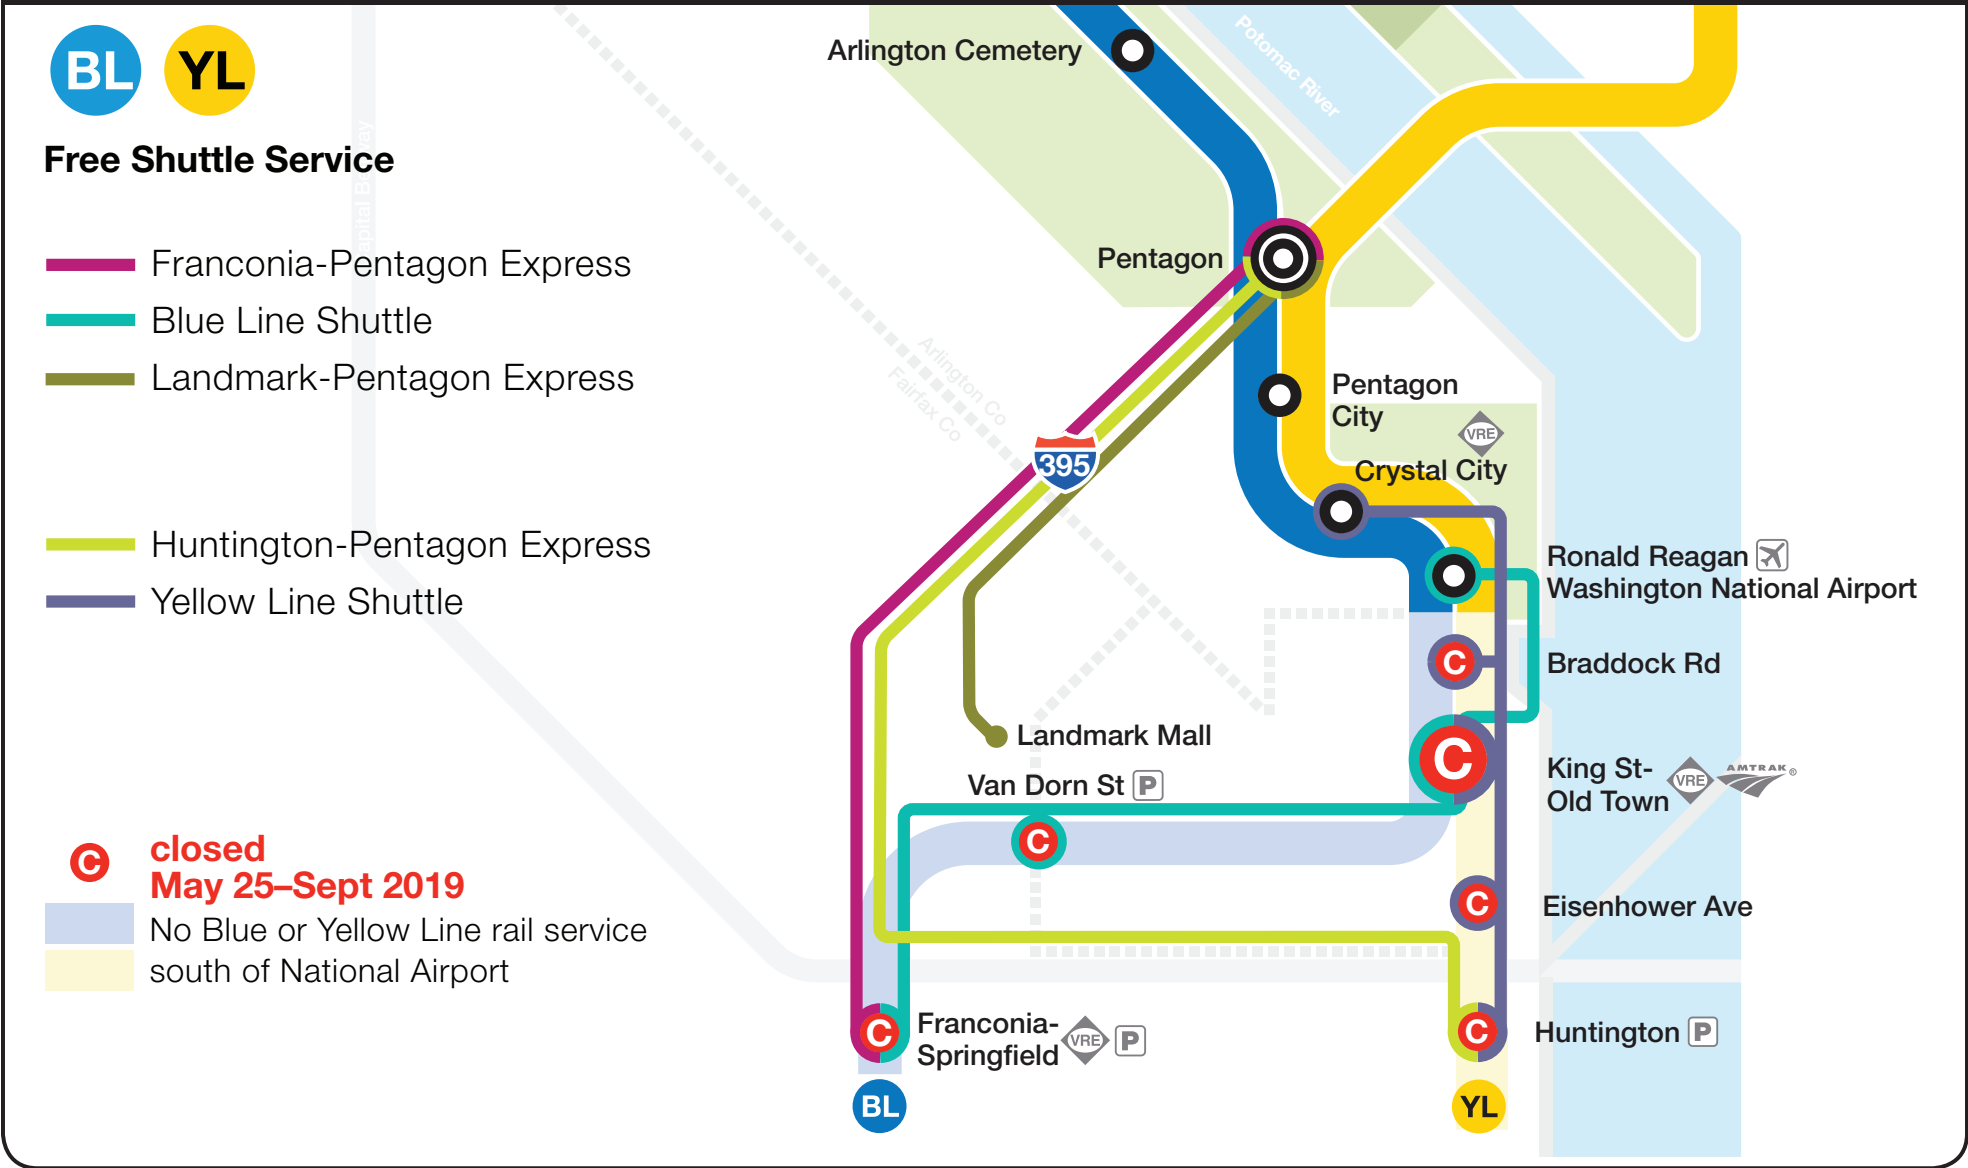 BL YL
Free Shuttle Service
Franconia-Pentagon Express
Blue Line Shuttle
Landmark-Pentagon Express
Huntington-Pentagon Express
Yellow Line Shuttle
C closed
May 25–Sept 2019
No Blue or Yellow Line rail service
south of National Airport
Arlington Cemetery
Potomac River
Pentagon
Arlington Co
Fairfax Co
395
Pentagon
City
VRE
Crystal City
Ronald Reagan
Washington National Airport
C
Braddock Rd
Landmark Mall
C
King St-
Old Town
VRE
AMTRAK®
Van Dorn St P
C
C
Eisenhower Ave
C
Franconia-
Springfield
VRE
P
C
Huntington P
BL
YL